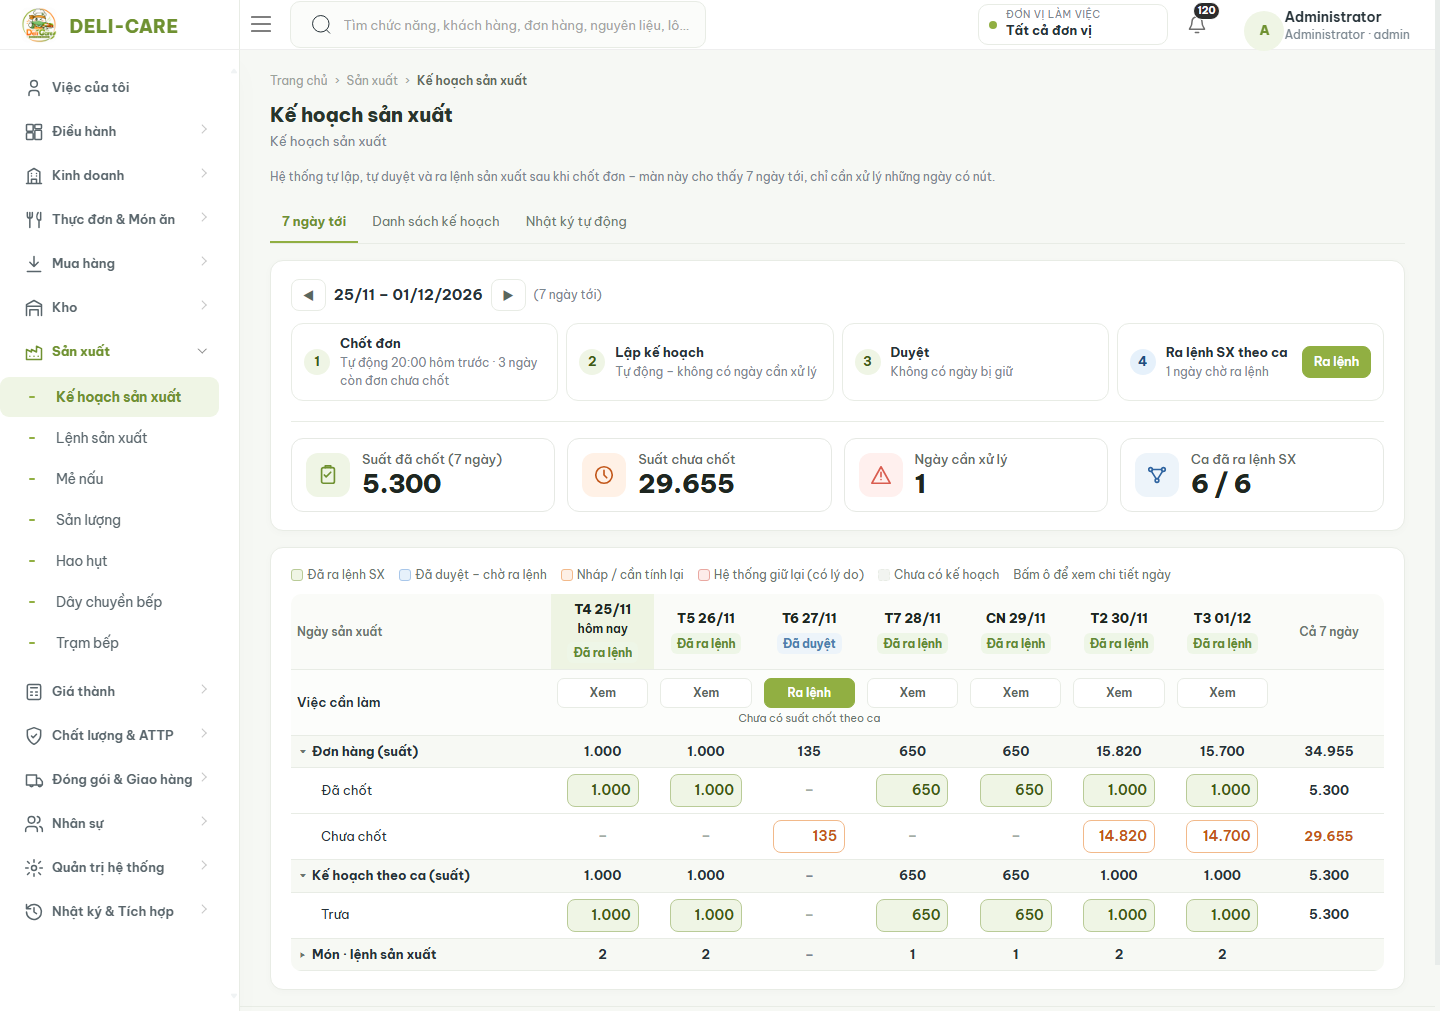 DELI-CARE
Tìm chức năng, khách hàng, đơn hàng, nguyên liệu, lô...
ĐƠN VỊ LÀM VIỆC
Tất cả đơn vị
120
A
Administrator
Administrator · admin
Việc của tôi
Điều hành
Kinh doanh
Thực đơn & Món ăn
Mua hàng
Kho
Sản xuất
- Kế hoạch sản xuất
- Lệnh sản xuất
- Mẻ nấu
- Sản lượng
- Hao hụt
- Dây chuyền bếp
- Trạm bếp
Giá thành
Chất lượng & ATTP
Đóng gói & Giao hàng
Nhân sự
Quản trị hệ thống
Nhật ký & Tích hợp
Trang chủ › Sản xuất › Kế hoạch sản xuất
Kế hoạch sản xuất
Kế hoạch sản xuất
Hệ thống tự lập, tự duyệt và ra lệnh sản xuất sau khi chốt đơn – màn này cho thấy 7 ngày tới, chỉ cần xử lý những ngày có nút.
7 ngày tới Danh sách kế hoạch Nhật ký tự động
◀ 25/11 – 01/12/2026 ▶ (7 ngày tới)
1 Chốt đơn
Tự động 20:00 hôm trước · 3 ngày
còn đơn chưa chốt
2 Lập kế hoạch
Tự động – không có ngày cần xử lý
3 Duyệt
Không có ngày bị giữ
4 Ra lệnh SX theo ca
1 ngày chờ ra lệnh
Ra lệnh
Suất đã chốt (7 ngày)
5.300
Suất chưa chốt
29.655
Ngày cần xử lý
1
Ca đã ra lệnh SX
6 / 6
Đã ra lệnh SX Đã duyệt – chờ ra lệnh Nháp / cần tính lại Hệ thống giữ lại (có lý do) Chưa có kế hoạch Bấm ô để xem chi tiết ngày
Ngày sản xuất
T4 25/11
hôm nay
Đã ra lệnh
T5 26/11
Đã ra lệnh
T6 27/11
Đã duyệt
T7 28/11
Đã ra lệnh
CN 29/11
Đã ra lệnh
T2 30/11
Đã ra lệnh
T3 01/12
Đã ra lệnh
Cả 7 ngày
Việc cần làm Xem Xem Ra lệnh Xem Xem Xem Xem
Chưa có suất chốt theo ca
Đơn hàng (suất) 1.000 1.000 135 650 650 15.820 15.700 34.955
Đã chốt 1.000 1.000 – 650 650 1.000 1.000 5.300
Chưa chốt – – 135 – – 14.820 14.700 29.655
Kế hoạch theo ca (suất) 1.000 1.000 – 650 650 1.000 1.000 5.300
Trưa 1.000 1.000 – 650 650 1.000 1.000 5.300
Món · lệnh sản xuất 2 2 – 1 1 2 2